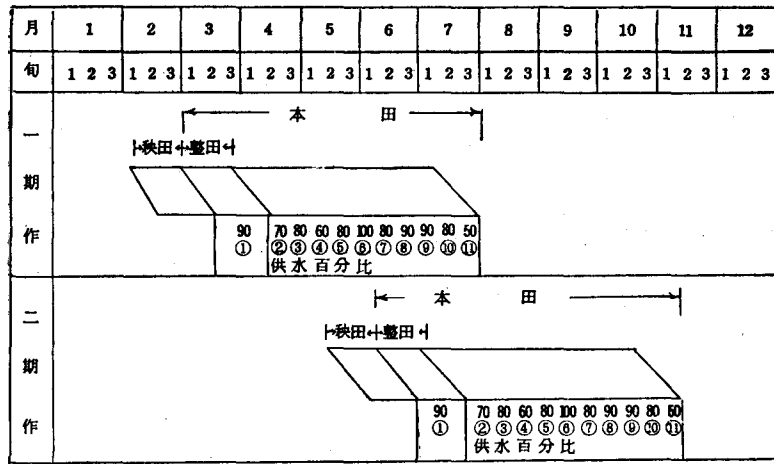 月 1 2 3 4 5 6 7 8 9 10 11 12
旬 1 2 3 1 2 3 1 2 3 1 2 3 1 2 3 1 2 3 1 2 3 1 2 3 1 2 3 1 2 3 1 2 3 1 2 3
一期作
本田
秧田 整田
90 70 80 60 80 100 80 90 90 80 50
① ② ③ ④ ⑤ ⑥ ⑦ ⑧ ⑨ ⑩ ⑪
供水百分比
二期作
本田
秧田 整田
90 70 80 60 80 100 80 90 90 80 60
① ② ③ ④ ⑤ ⑥ ⑦ ⑧ ⑨ ⑩ ⑪
供水百分比